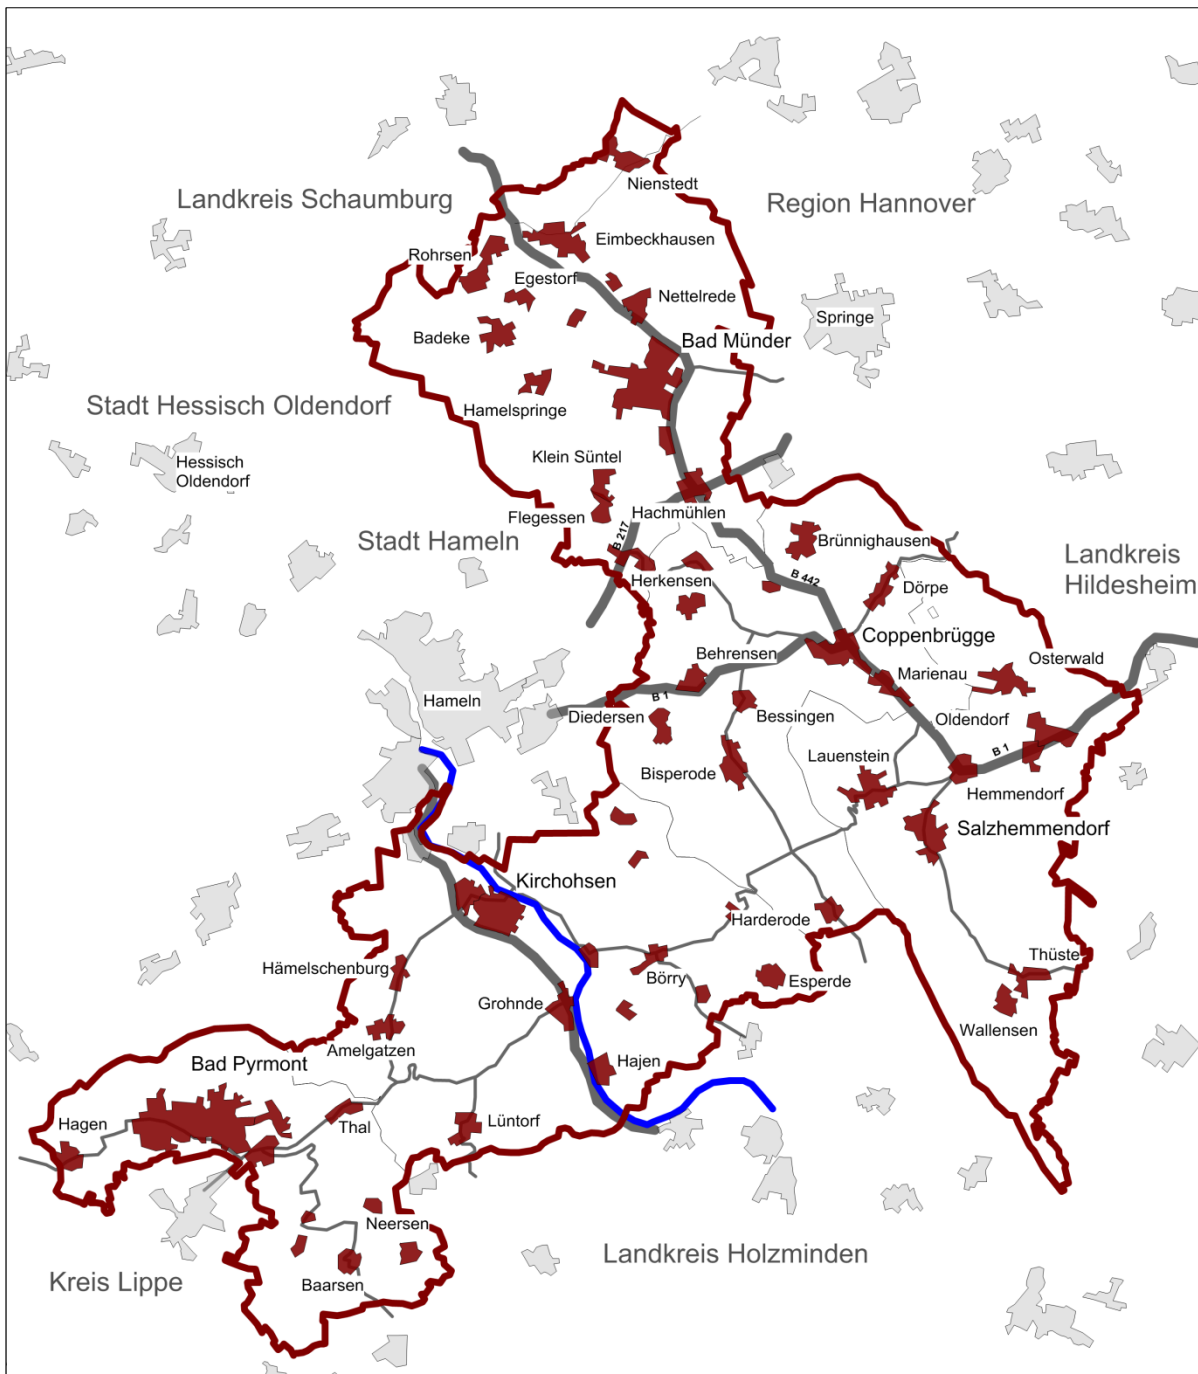 Nienstedt
Landkreis Schaumburg
Region Hannover
Eimbeckhausen
Rohrsen
Egestorf
Nettelrede
Springe
Badeke
Bad Münder
Hamelspringe
Stadt Hessisch Oldendorf
Klein Süntel
Hessisch
Oldendorf
Flegessen
Hachmühlen
B 217
Stadt Hameln
Brünnighausen
Landkreis
Hildesheim
Herkensen
B 442
Dörpe
Coppenbrügge
Behrensen
Osterwald
Marienau
Hameln
B 1
Diedersen
Bessingen
Oldendorf
Lauenstein
B 1
Bisperode
Hemmendorf
Salzhemmendorf
Kirchohsen
Harderode
Thüste
Hämelschenburg
Börry
Esperde
Grohnde
Wallensen
Amelgatzen
Bad Pyrmont
Hajen
Hagen
Thal
Lüntorf
Neersen
Landkreis Holzminden
Kreis Lippe
Baarsen